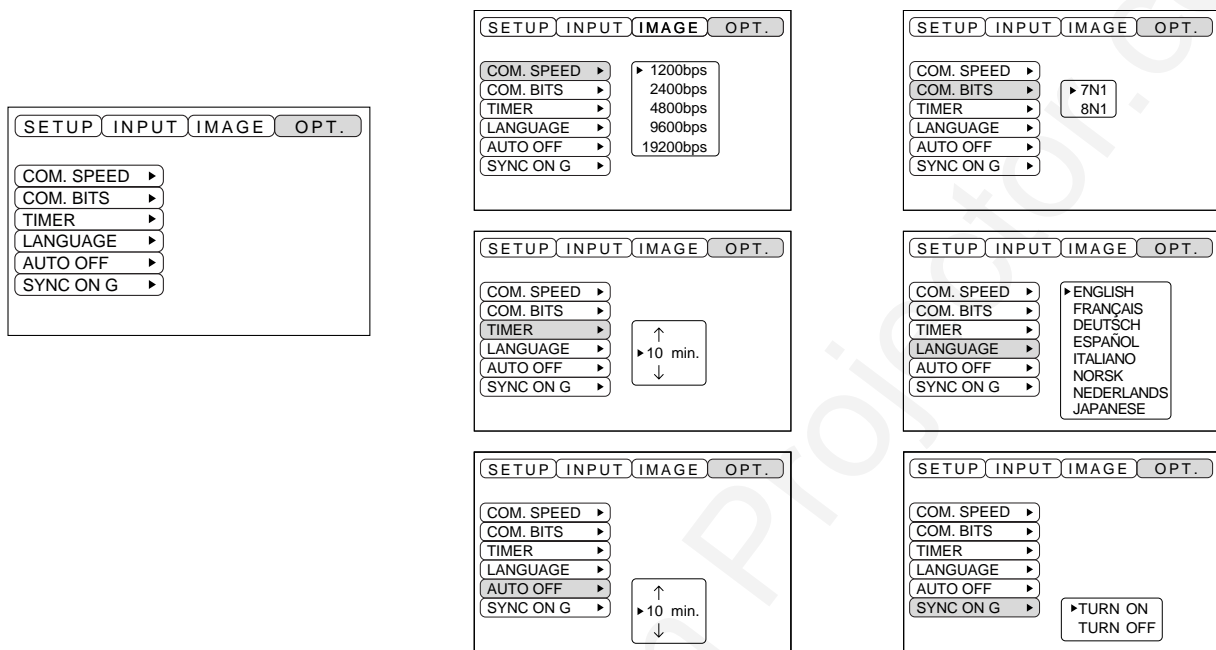 SETUP INPUT IMAGE OPT.
COM. SPEED ▶
COM. BITS ▶
TIMER ▶
LANGUAGE ▶
AUTO OFF ▶
SYNC ON G ▶
SETUP INPUT IMAGE OPT.
COM. SPEED ▶
COM. BITS ▶
TIMER ▶
LANGUAGE ▶
AUTO OFF ▶
SYNC ON G ▶
▶ 1200bps
2400bps
4800bps
9600bps
19200bps
SETUP INPUT IMAGE OPT.
COM. SPEED ▶
COM. BITS ▶
TIMER ▶
LANGUAGE ▶
AUTO OFF ▶
SYNC ON G ▶
▶ 7N1
8N1
SETUP INPUT IMAGE OPT.
COM. SPEED ▶
COM. BITS ▶
TIMER ▶
LANGUAGE ▶
AUTO OFF ▶
SYNC ON G ▶
↑
▶10 min.
↓
SETUP INPUT IMAGE OPT.
COM. SPEED ▶
COM. BITS ▶
TIMER ▶
LANGUAGE ▶
AUTO OFF ▶
SYNC ON G ▶
▶ENGLISH
FRANÇAIS
DEUTSCH
ESPAÑOL
ITALIANO
NORSK
NEDERLANDS
JAPANESE
SETUP INPUT IMAGE OPT.
COM. SPEED ▶
COM. BITS ▶
TIMER ▶
LANGUAGE ▶
AUTO OFF ▶
SYNC ON G ▶
↑
▶10 min.
↓
SETUP INPUT IMAGE OPT.
COM. SPEED ▶
COM. BITS ▶
TIMER ▶
LANGUAGE ▶
AUTO OFF ▶
SYNC ON G ▶
▶TURN ON
TURN OFF